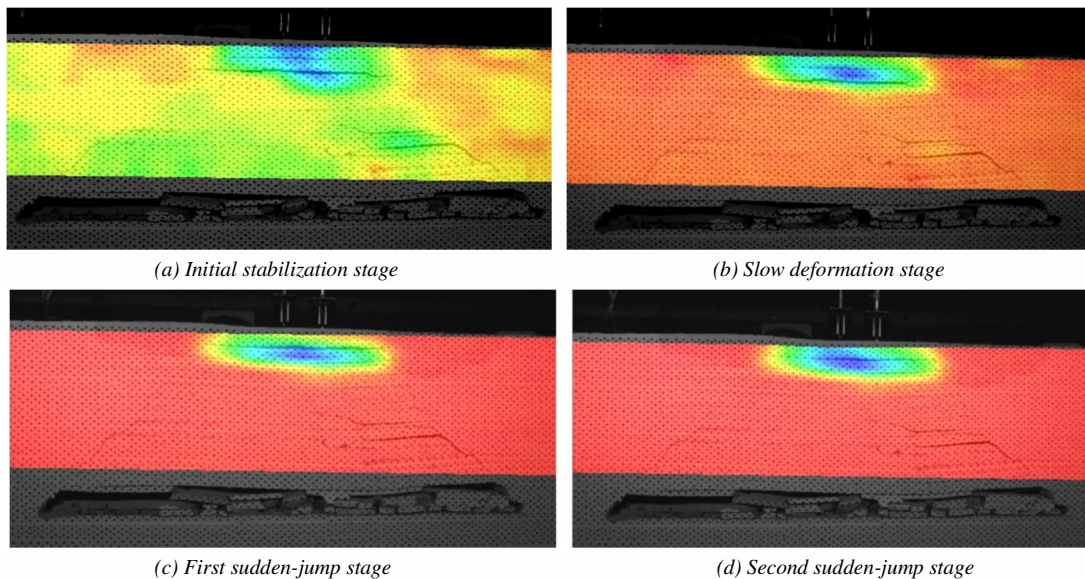 (a) Initial stabilization stage
(b) Slow deformation stage
(c) First sudden-jump stage
(d) Second sudden-jump stage